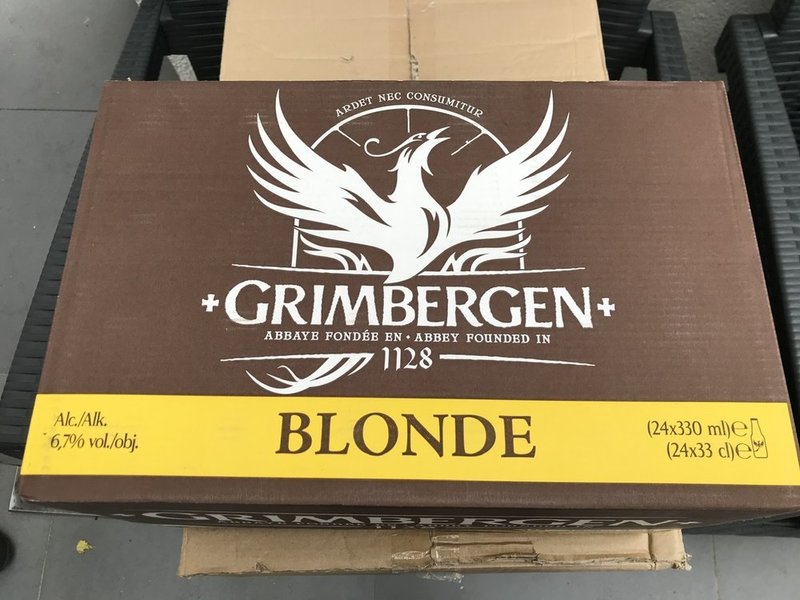 ARDET NEC CONSUMITUR
GRIMBERGEN
ABBAYE FONDÉE EN • ABBEY FOUNDED IN
1128
Alc./Alk.
6,7% vol./obj.
BLONDE
(24x330 ml)e
(24x33 cl)e
GRIMBERGEN